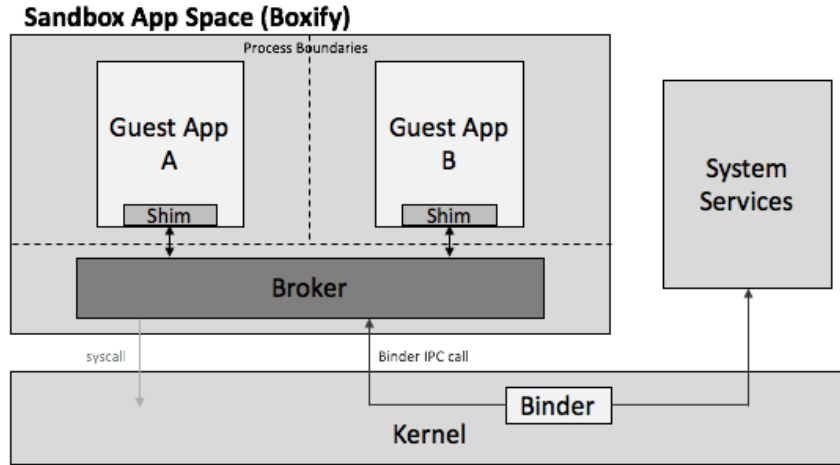 Sandbox App Space (Boxify)
Process Boundaries
Guest App
A
Guest App
B
Shim
Shim
System
Services
Broker
syscall
Binder IPC call
Binder
Kernel